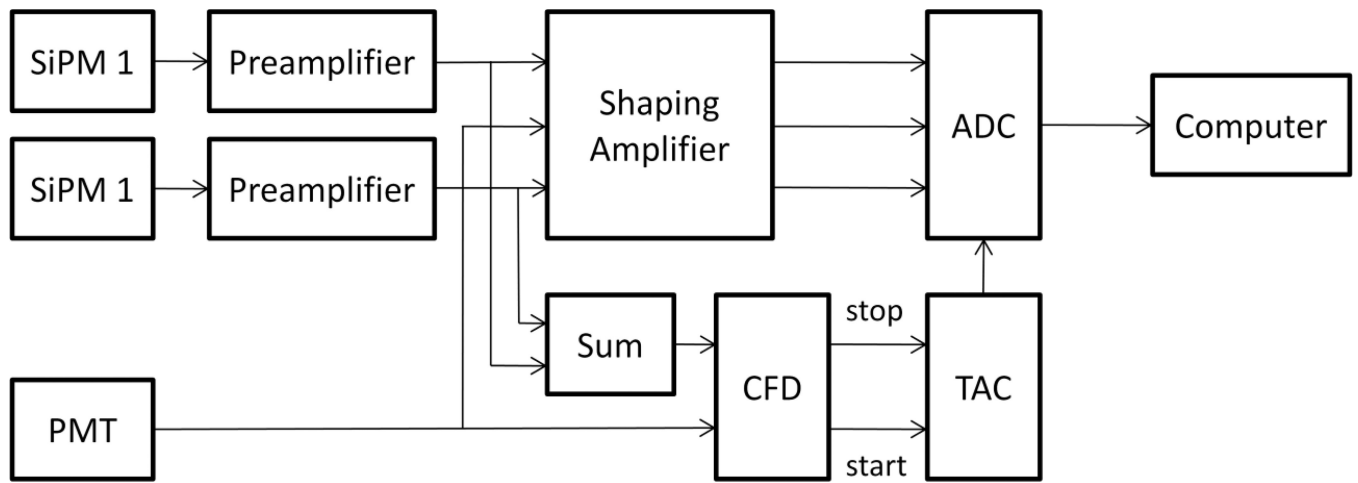 SiPM 1
Preamplifier
Shaping
Amplifier
ADC
Computer
SiPM 1
Preamplifier
Sum
CFD
stop
start
TAC
PMT